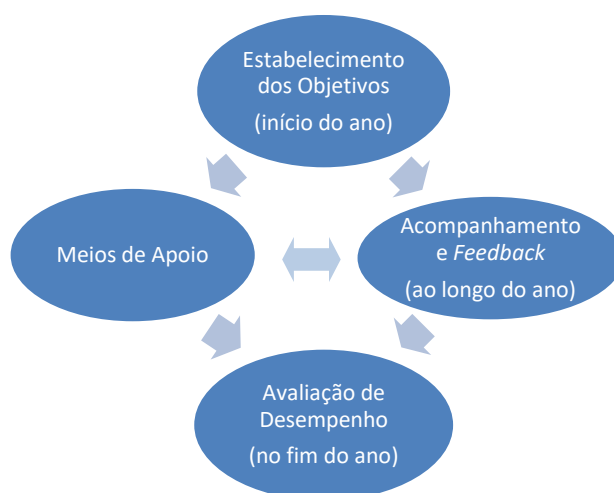 Estabelecimento
dos Objetivos
(início do ano)
Meios de Apoio
Acompanhamento
e Feedback
(ao longo do ano)
Avaliação de
Desempenho
(no fim do ano)